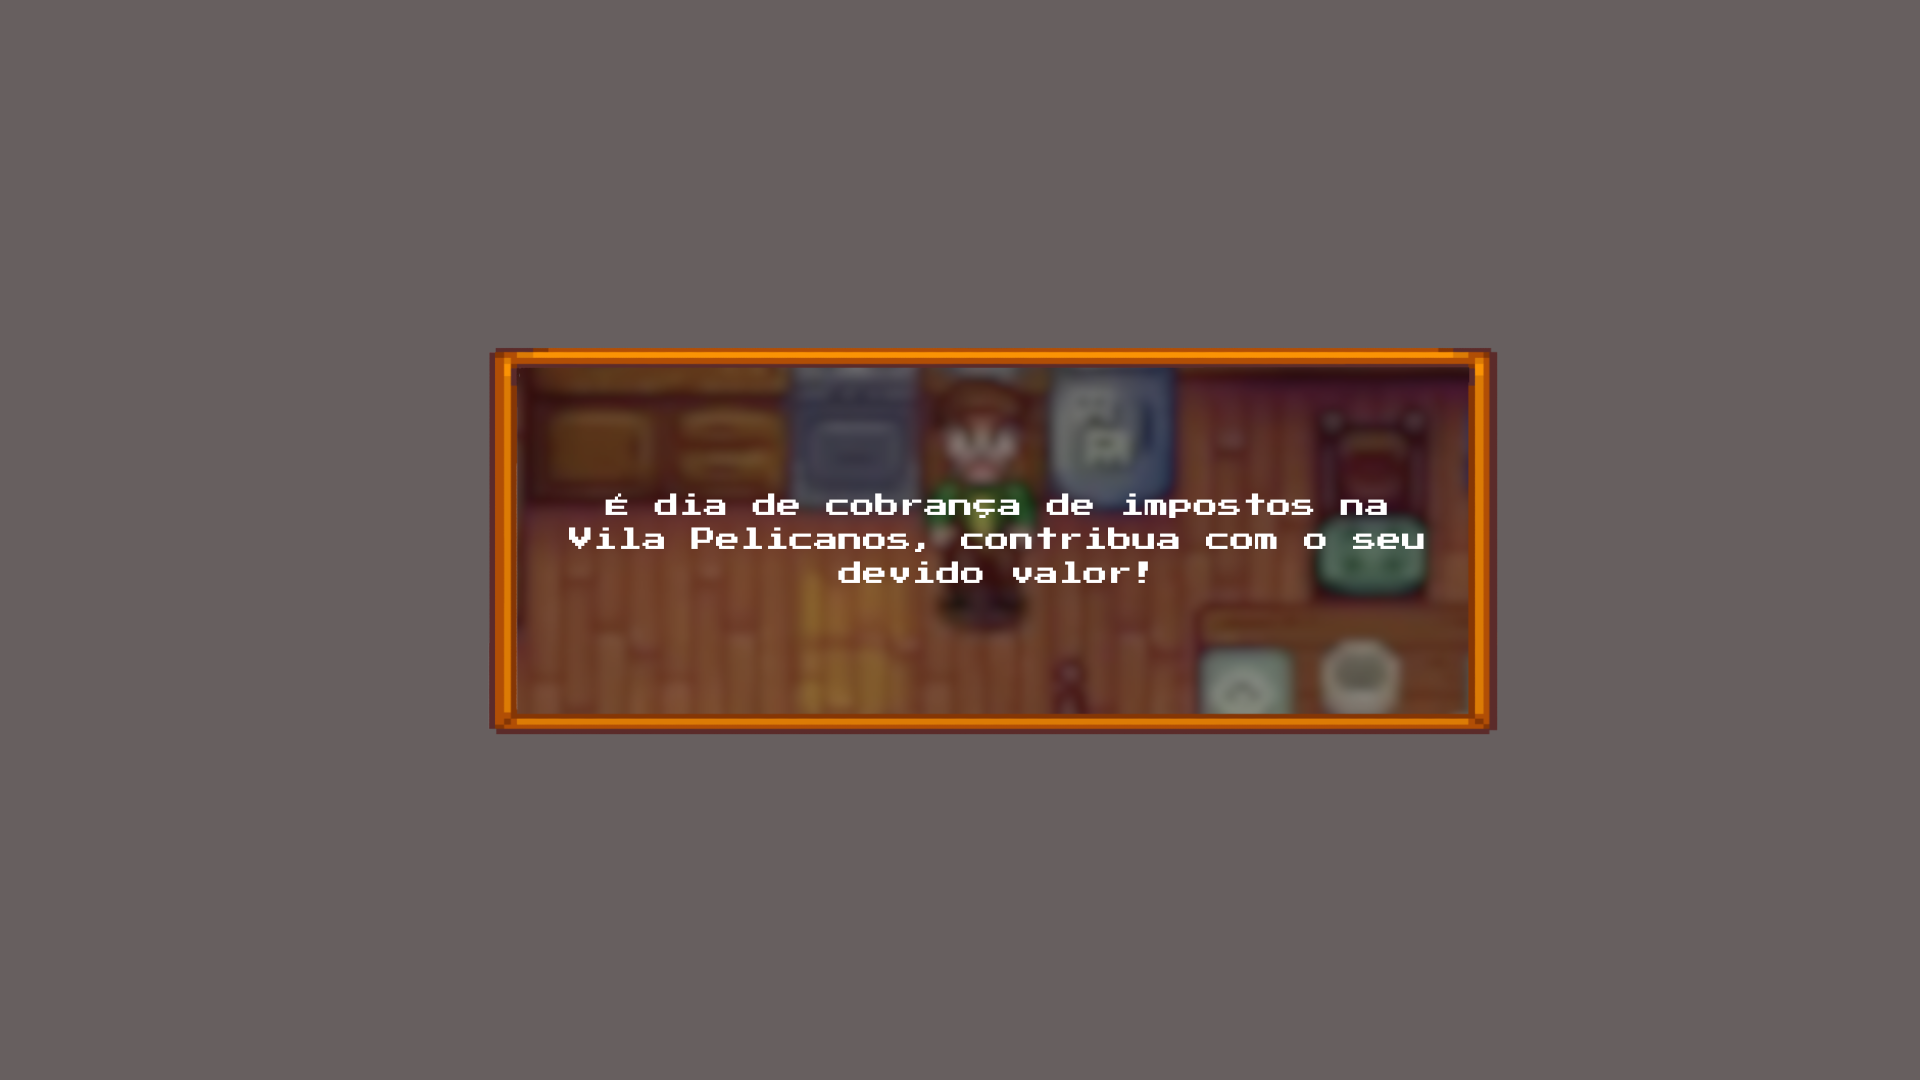 É dia de cobrança de impostos na
Vila Pelicanos, contribua com o seu
devido valor!